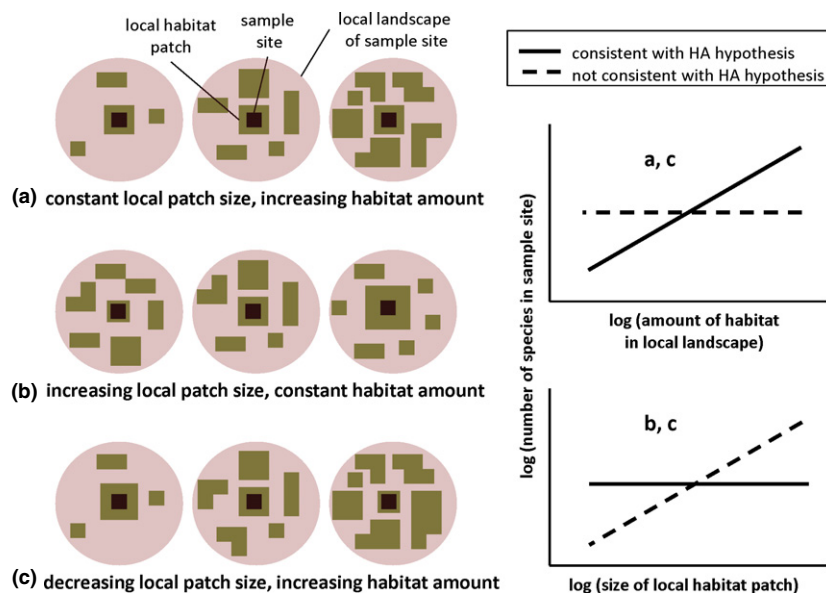 local habitat
patch
sample
site
local landscape
of sample site
(a) constant local patch size, increasing habitat amount
(b) increasing local patch size, constant habitat amount
(c) decreasing local patch size, increasing habitat amount
consistent with HA hypothesis
not consistent with HA hypothesis
log (number of species in sample site)
a, c
log (amount of habitat
in local landscape)
b, c
log (size of local habitat patch)